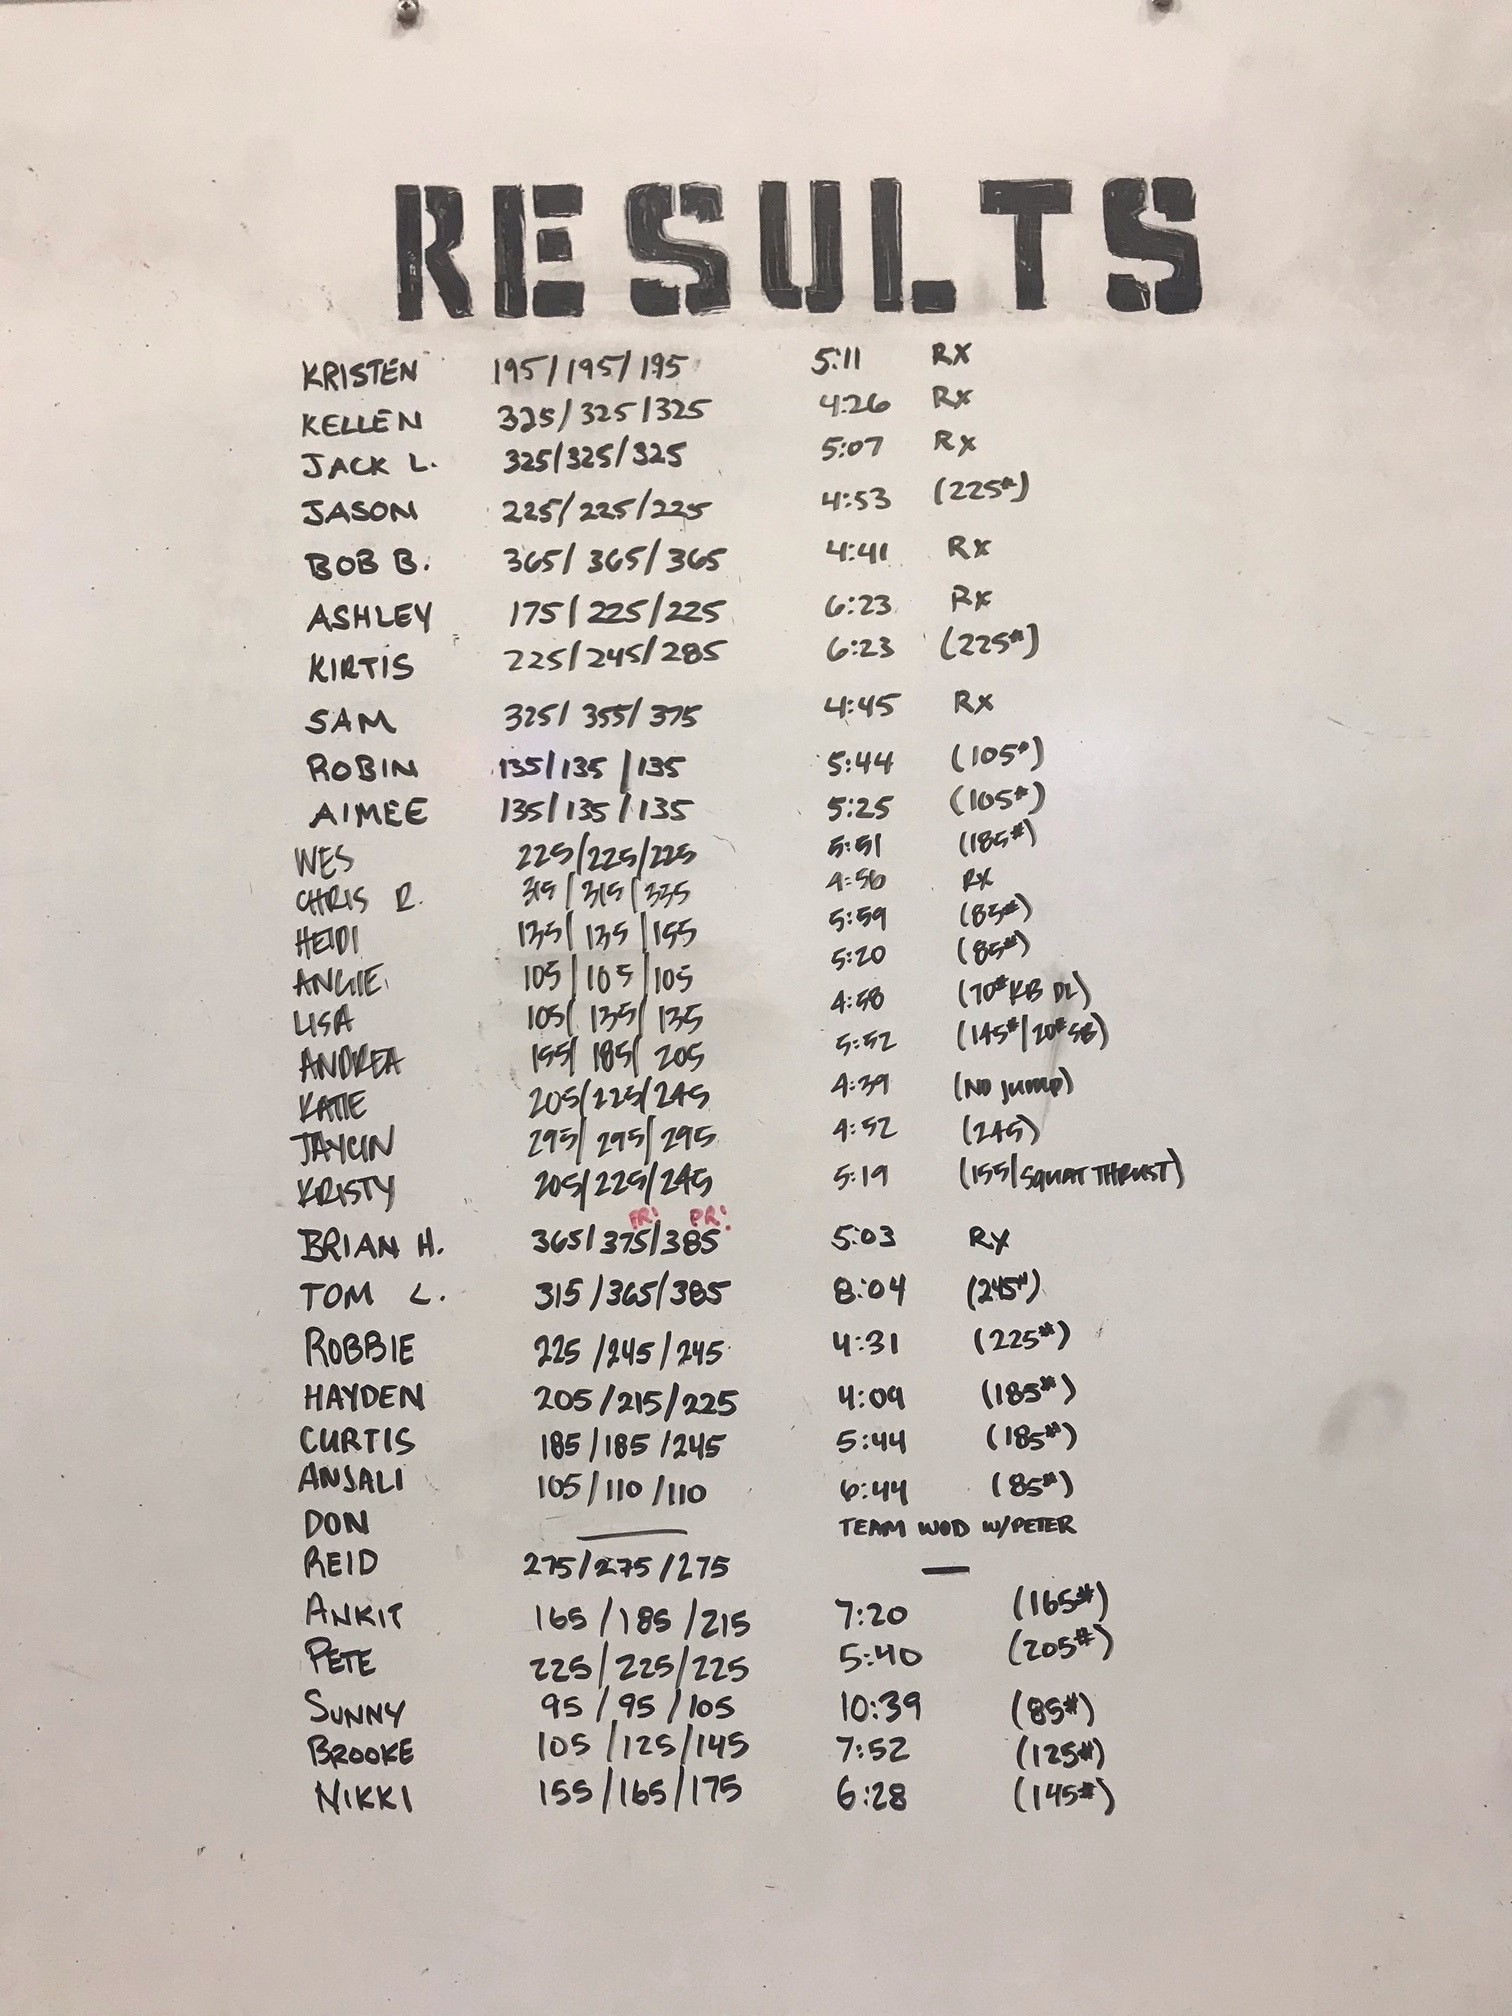 RESULTS
KRISTEN 195/195/195 5:11 RX
KELLEN 325/325/325 4:26 RX
JACK L. 325/325/325 5:07 RX
JASON 225/225/225 4:53 (225#)
BOB B. 365/365/365 4:41 RX
ASHLEY 175/225/225 6:23 RX
KIRTIS 225/245/285 6:23 (225#)
SAM 325/355/375 4:45 RX
ROBIN 135/135/135 5:44 (105#)
AIMEE 135/135/135 5:25 (105#)
WES 225/225/225 5:51 (185#)
CHRIS R. 315/315/335 4:56 RX
HEIDI 135/135/155 5:59 (85#)
ANGIE 105/105/105 5:20 (85#)
LISA 105/135/135 4:58 (70# KB DL)
ANDREA 155/185/205 5:52 (145#/20# SB)
KATIE 205/225/245 4:39 (NO JUMP)
JAYCIN 295/295/295 4:52 (245)
KRISTY 205/225/245 5:19 (155/SQUAT THRUST)
PR! PR!
BRIAN H. 365/375/385 5:03 RX
TOM L. 315/365/385 8:04 (245#)
ROBBIE 225/245/245 4:31 (225#)
HAYDEN 205/215/225 4:09 (185#)
CURTIS 185/185/245 5:44 (185#)
ANJALI 105/110/110 6:44 (85#)
DON — TEAM WOD W/PETER
REID 275/275/275 —
ANKIT 165/185/215 7:20 (165#)
PETE 225/225/225 5:40 (205#)
SUNNY 95/95/105 10:39 (85#)
BROOKE 105/125/145 7:52 (125#)
NIKKI 155/165/175 6:28 (145#)